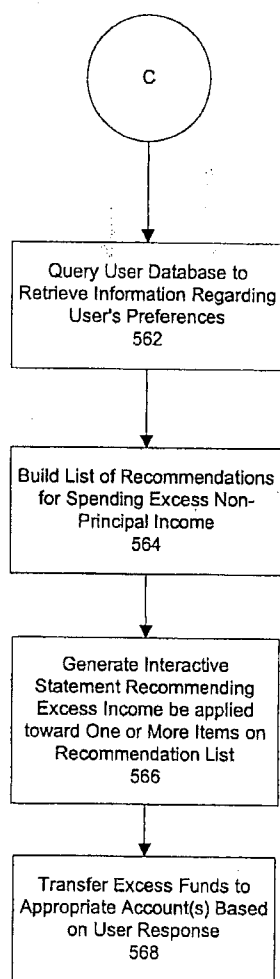 C
Query User Database to
Retrieve Information Regarding
User's Preferences
562
Build List of Recommendations
for Spending Excess Non-
Principal Income
564
Generate Interactive
Statement Recommending
Excess Income be applied
toward One or More Items on
Recommendation List
566
Transfer Excess Funds to
Appropriate Account(s) Based
on User Response
568